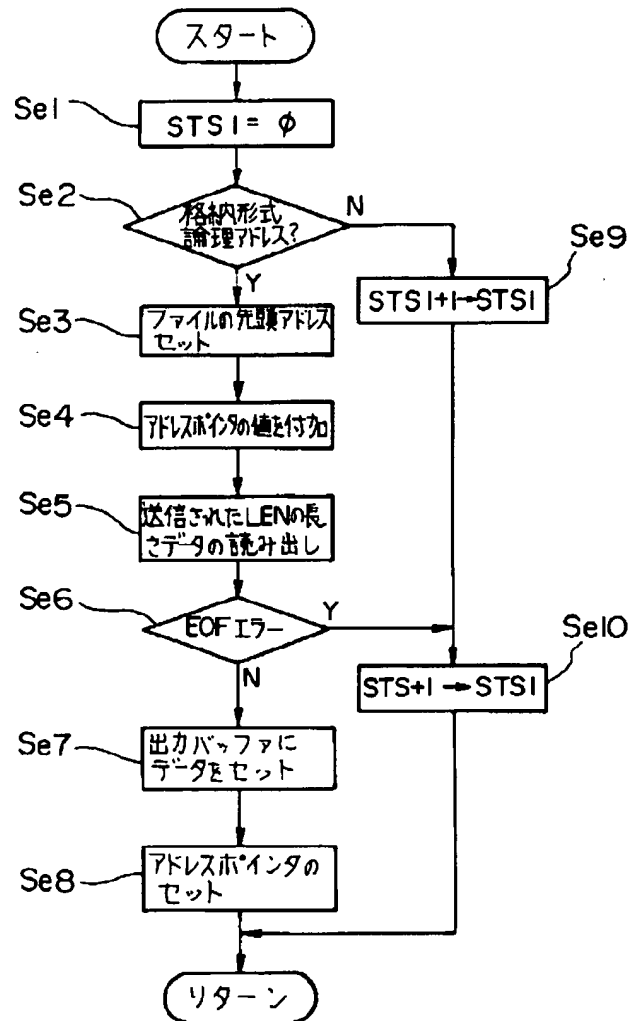 スタート
Se1
STS1 = φ
Se2
格納形式
論理アドレス?
N
Y
Se9
STS1+1→STS1
Se3
ファイルの先頭アドレス
セット
Se4
アドレスポインタの値を付加
Se5
送信されたLENの長
さデータの読み出し
Se6
EOFエラー
Y
N
Se10
STS+1→STS1
Se7
出力バッファに
データをセット
Se8
アドレスポインタの
セット
リターン